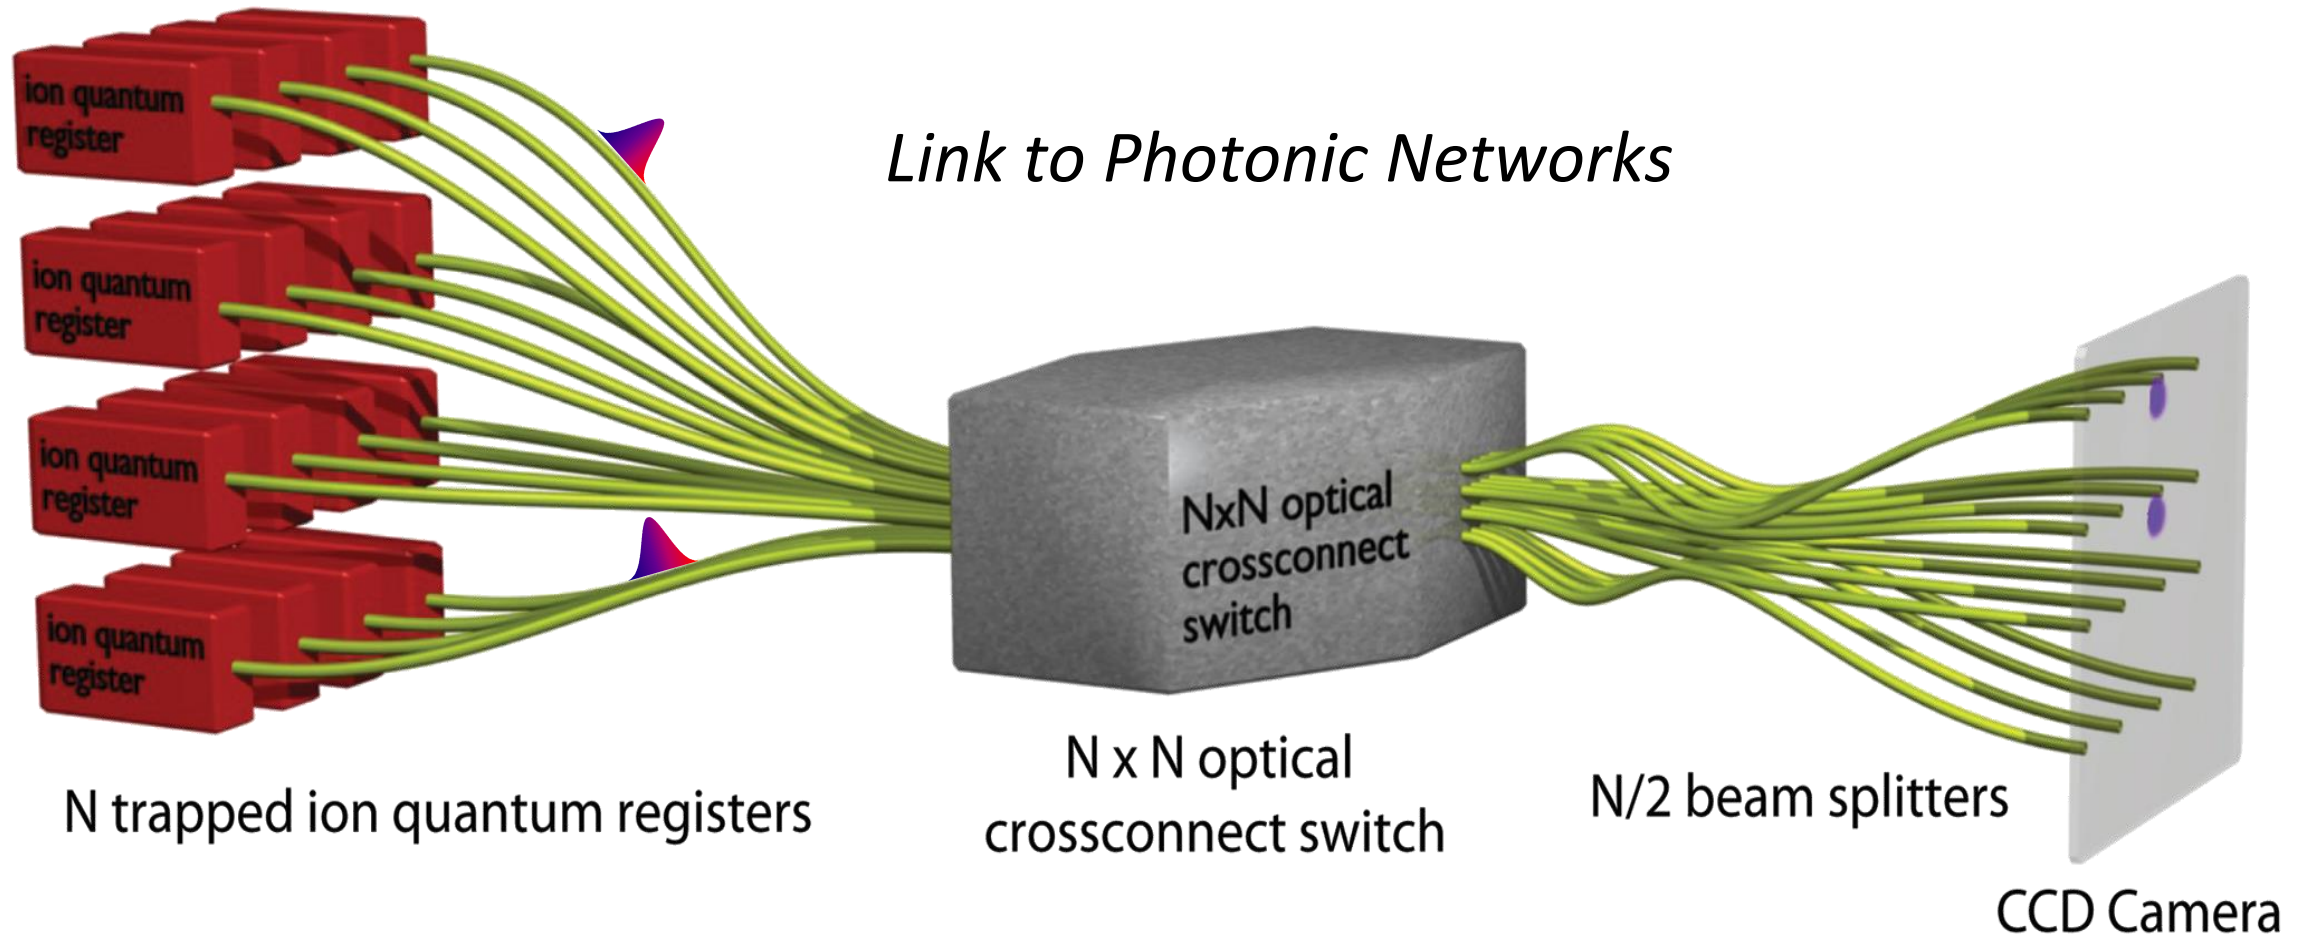 ion quantum
register
Link to Photonic Networks
ion quantum
register
ion quantum
register
NxN optical
crossconnect
switch
ion quantum
register
N trapped ion quantum registers
N x N optical
crossconnect switch
N/2 beam splitters
CCD Camera